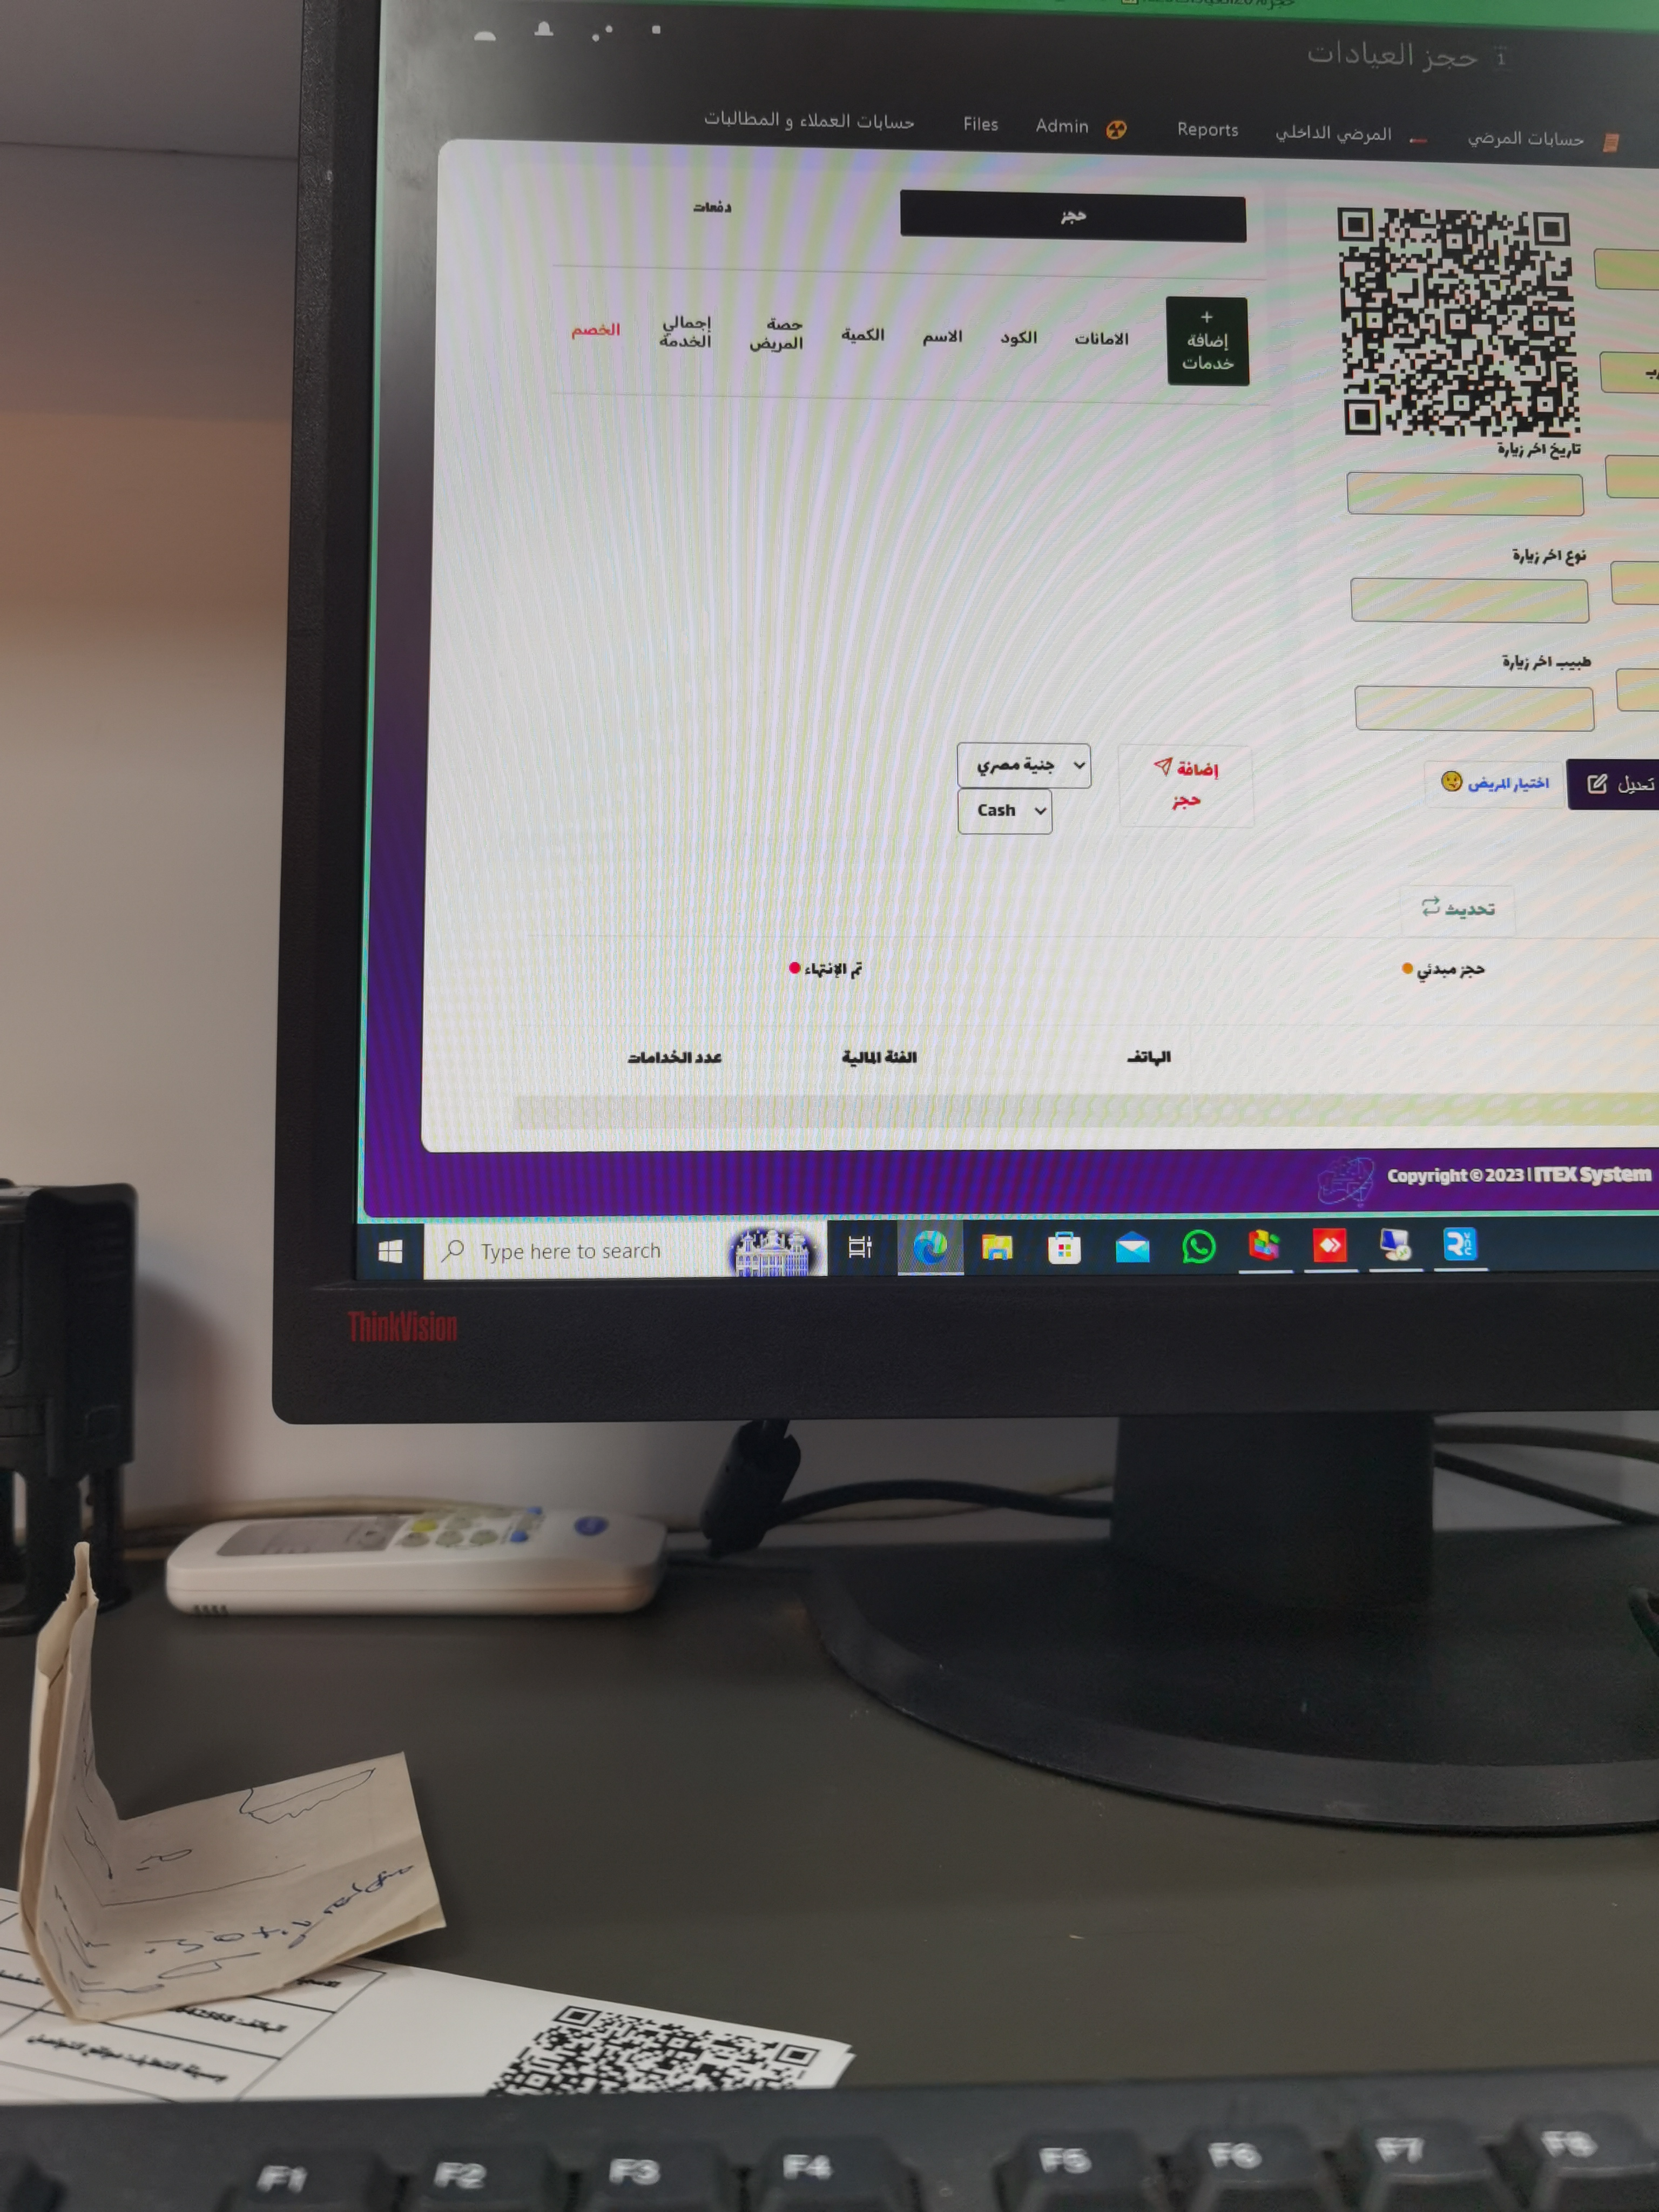 حجز العيادات
حسابات المرضي
المرضي الداخلي
Reports
Admin
Files
حسابات العملاء و المطالبات
حجز
دفعات
+ إضافة خدمات
الامانات
الكود
الاسم
الكمية
حصة المريض
إجمالي الخدمة
الخصم
تاريخ اخر زيارة
نوع اخر زيارة
طبيب اخر زيارة
تعديل
اختيار المريض
إضافة حجز
جنية مصري
Cash
تحديث
حجز مبدئي
تم الإنتهاء
الهاتف
الفئة المالية
عدد الخدامات
Copyright © 2023 | ITEX System
Type here to search
ThinkVision
F1 F2 F3 F4 F5 F6 F7 F8